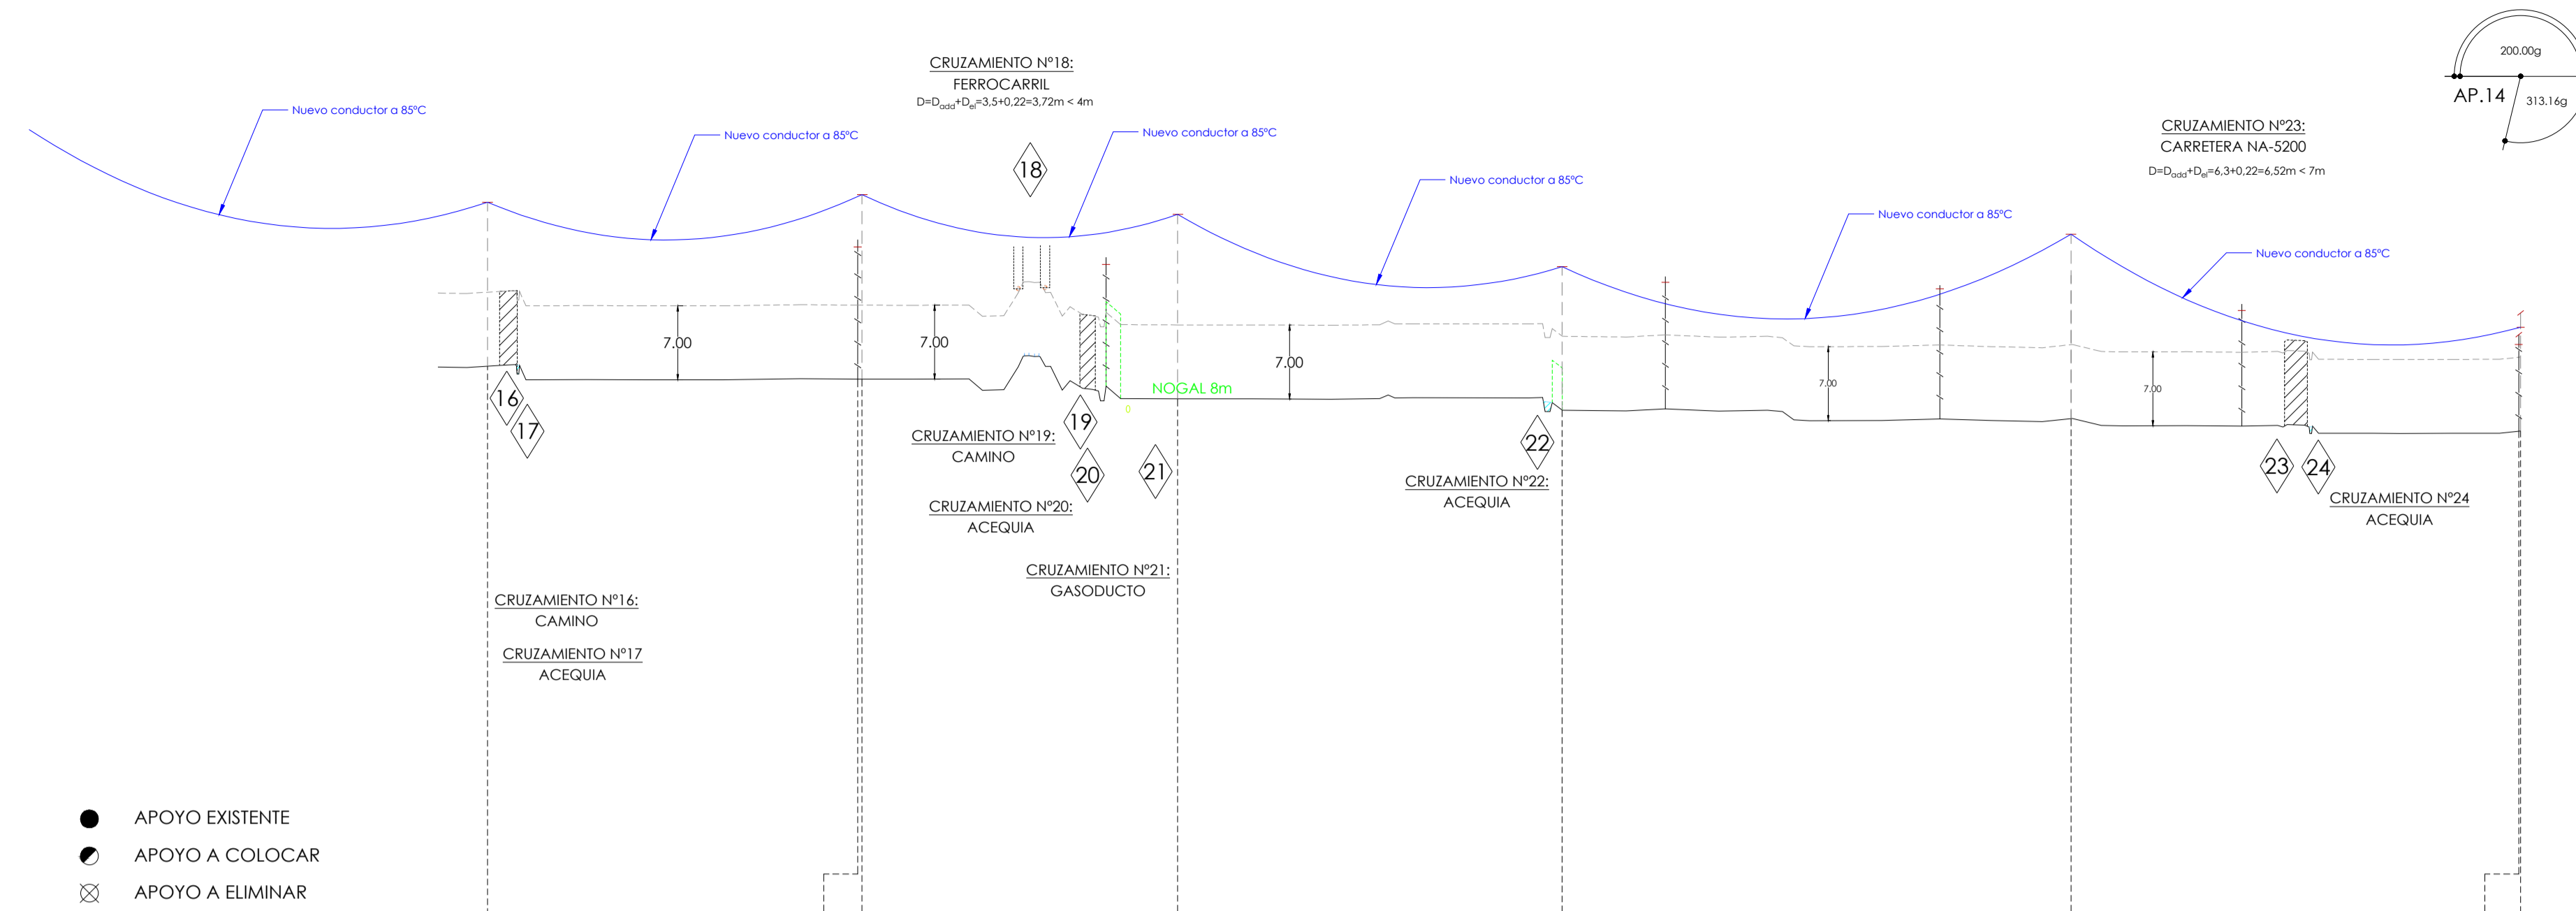 200.00g
AP.14
313.16g
CRUZAMIENTO Nº18:
FERROCARRIL
D=Dadd+Del=3,5+0,22=3,72m < 4m
Nuevo conductor a 85ºC
Nuevo conductor a 85ºC
Nuevo conductor a 85ºC
Nuevo conductor a 85ºC
Nuevo conductor a 85ºC
Nuevo conductor a 85ºC
CRUZAMIENTO Nº23:
CARRETERA NA-5200
D=Dadd+Del=6,3+0,22=6,52m < 7m
18
7.00
7.00
7.00
7.00
7.00
NOGAL 8m
0
16
17
19
20
21
22
23
24
CRUZAMIENTO Nº19:
CAMINO
CRUZAMIENTO Nº20:
ACEQUIA
CRUZAMIENTO Nº21:
GASODUCTO
CRUZAMIENTO Nº22:
ACEQUIA
CRUZAMIENTO Nº24
ACEQUIA
CRUZAMIENTO Nº16:
CAMINO
CRUZAMIENTO Nº17
ACEQUIA
APOYO EXISTENTE
APOYO A COLOCAR
APOYO A ELIMINAR